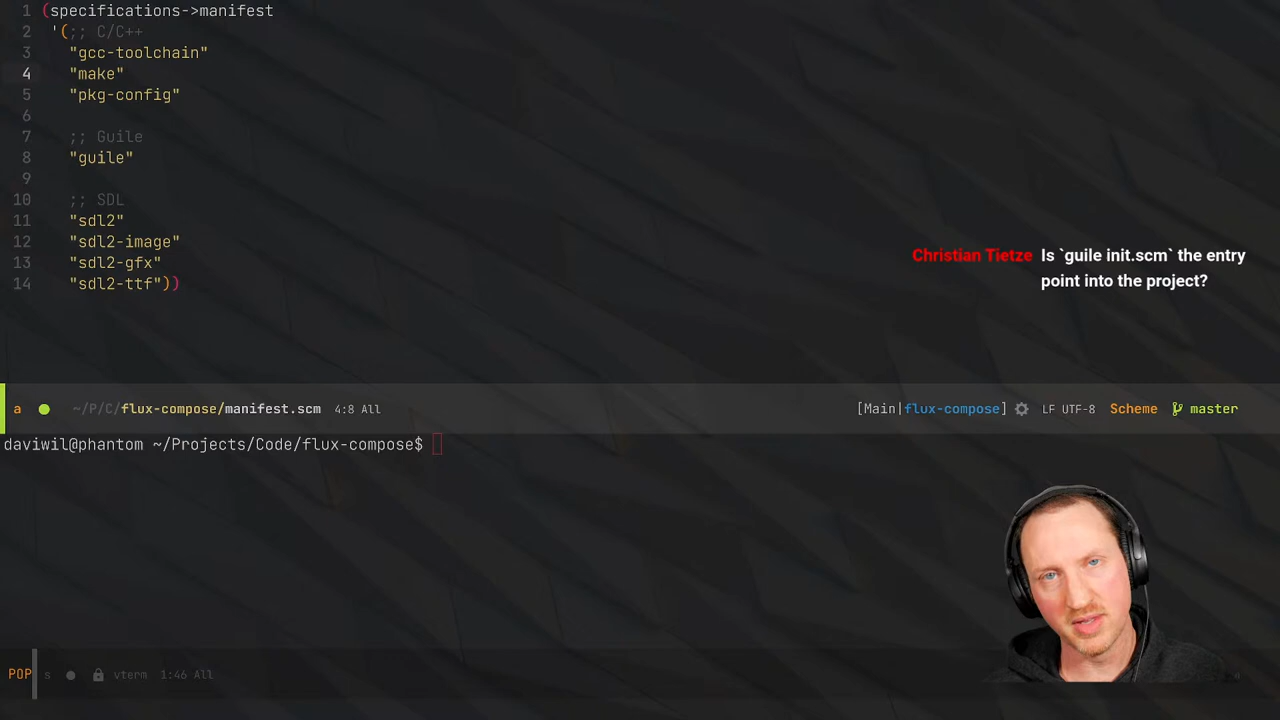 1 (specifications->manifest
2 '(;; C/C++
3 "gcc-toolchain"
4 "make"
5 "pkg-config"
6
7 ;; Guile
8 "guile"
9
10 ;; SDL
11 "sdl2"
12 "sdl2-image"
13 "sdl2-gfx"
14 "sdl2-ttf"))
Christian Tietze Is `guile init.scm` the entry
point into the project?
a ~/P/C/flux-compose/manifest.scm 4:8 All [Main|flux-compose] LF UTF-8 Scheme master
daviwil@phantom ~/Projects/Code/flux-compose$
POP s vterm 1:46 All